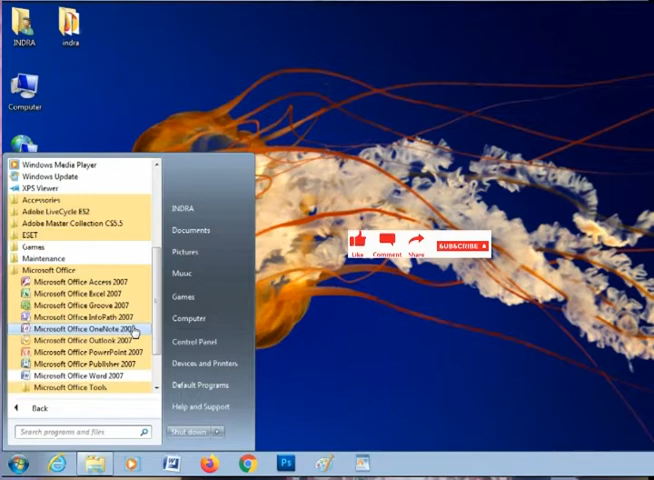 INDRA
indra
Computer
Windows Media Player
Windows Update
XPS Viewer
Accessories
Adobe LiveCycle ES2
Adobe Master Collection CS5.5
ESET
Games
Maintenance
Microsoft Office
Microsoft Office Access 2007
Microsoft Office Excel 2007
Microsoft Office Groove 2007
Microsoft Office InfoPath 2007
Microsoft Office OneNote 2007
Microsoft Office Outlook 2007
Microsoft Office PowerPoint 2007
Microsoft Office Publisher 2007
Microsoft Office Word 2007
Microsoft Office Tools
Back
Search programs and files
INDRA
Documents
Pictures
Music
Games
Computer
Control Panel
Devices and Printers
Default Programs
Help and Support
Shut down
Like
Comment
Share
SUBSCRIBE
W
Ps